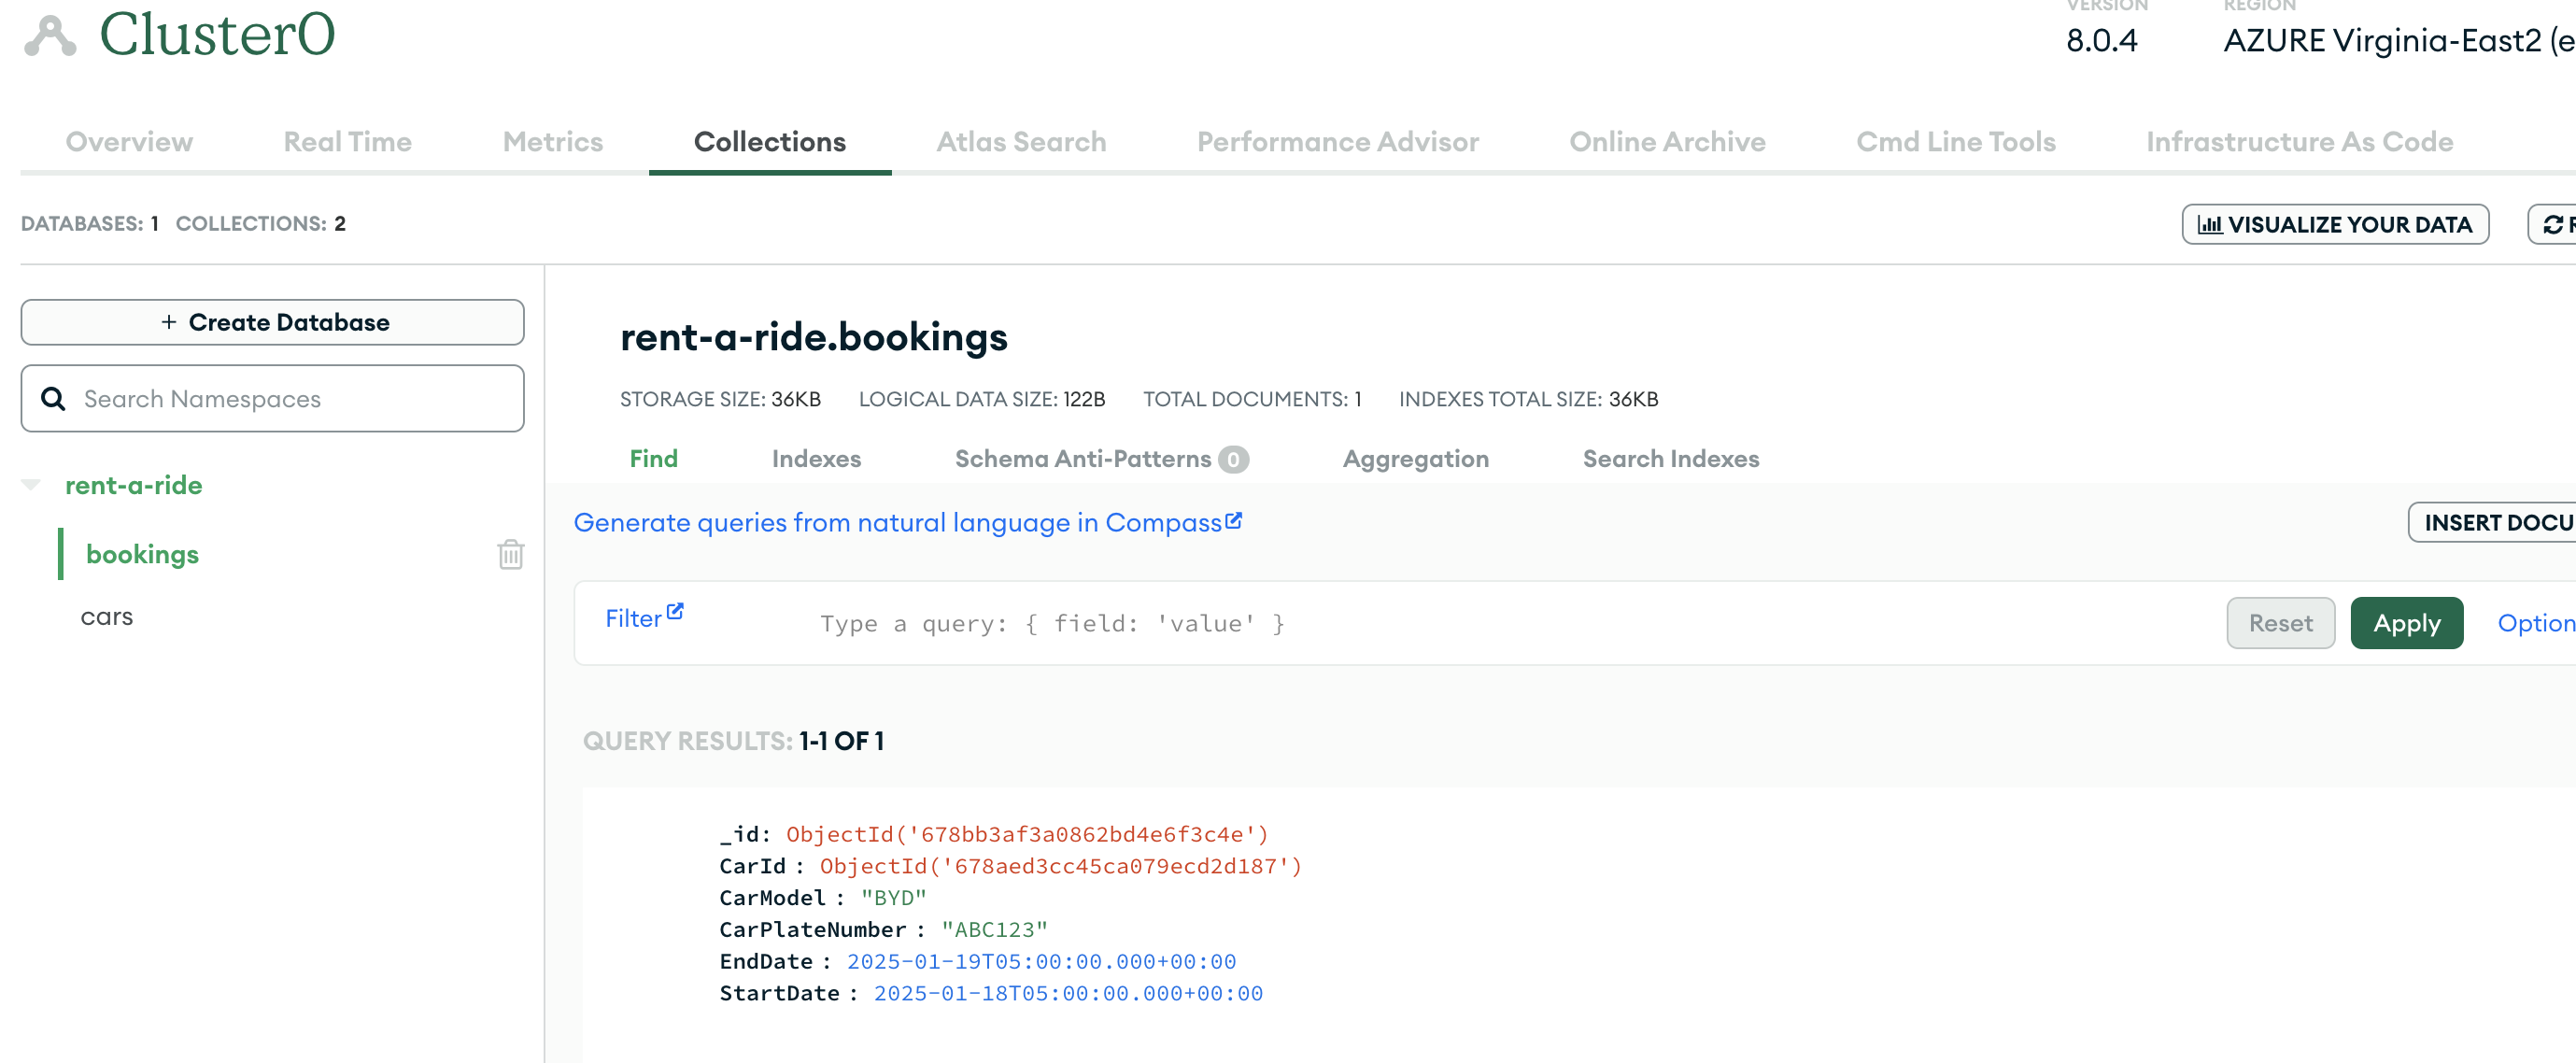 VERSION
REGION
Cluster0
8.0.4
AZURE Virginia-East2 (e
Overview
Real Time
Metrics
Collections
Atlas Search
Performance Advisor
Online Archive
Cmd Line Tools
Infrastructure As Code
DATABASES: 1 COLLECTIONS: 2
VISUALIZE YOUR DATA
+ Create Database
Search Namespaces
rent-a-ride
bookings
cars
rent-a-ride.bookings
STORAGE SIZE: 36KB LOGICAL DATA SIZE: 122B TOTAL DOCUMENTS: 1 INDEXES TOTAL SIZE: 36KB
Find
Indexes
Schema Anti-Patterns 0
Aggregation
Search Indexes
Generate queries from natural language in Compass
INSERT DOCU
Filter
Type a query: { field: 'value' }
Reset
Apply
Option
QUERY RESULTS: 1-1 OF 1
_id: ObjectId('678bb3af3a0862bd4e6f3c4e')
CarId : ObjectId('678aed3cc45ca079ecd2d187')
CarModel : "BYD"
CarPlateNumber : "ABC123"
EndDate : 2025-01-19T05:00:00.000+00:00
StartDate : 2025-01-18T05:00:00.000+00:00